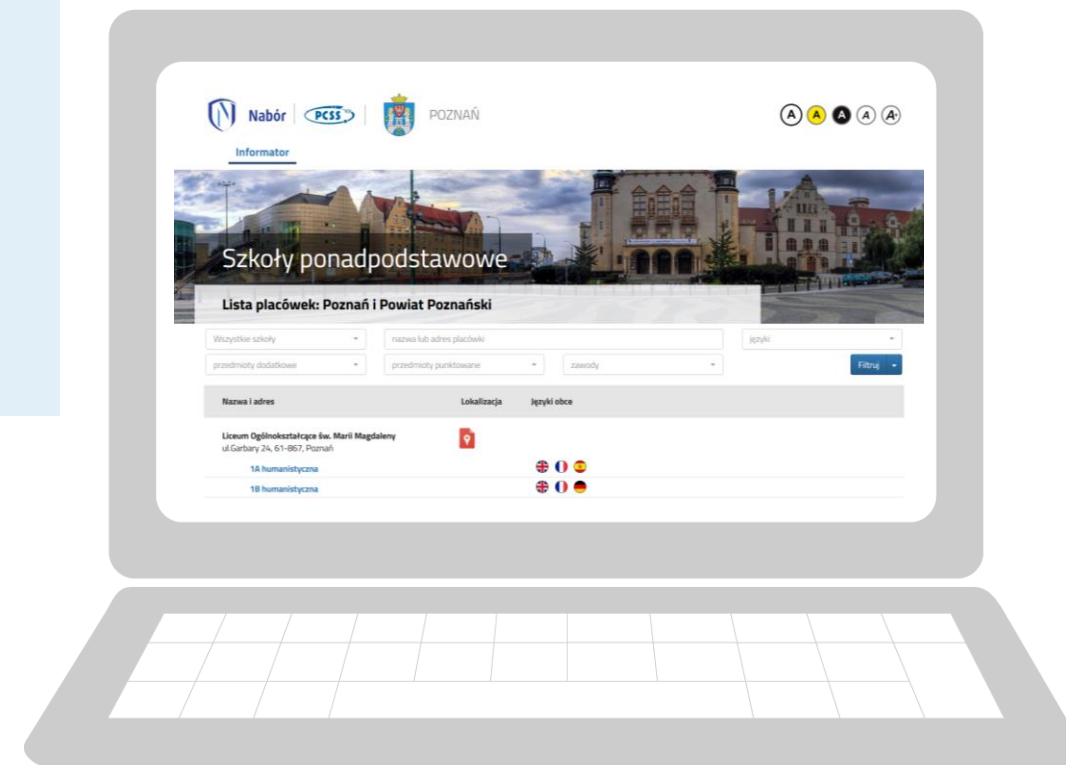 Nabór PCSS POZNAŃ A A A A A+
Informator
Szkoły ponadpodstawowe
Lista placówek: Poznań i Powiat Poznański
Wszystkie szkoły nazwa lub adres placówki języki
przedmioty dodatkowe przedmioty punktowane zawody Filtruj
Nazwa i adres Lokalizacja Języki obce
Liceum Ogólnokształcące św. Marii Magdaleny
ul.Garbary 24, 61-867, Poznań
1A humanistyczna
1B humanistyczna